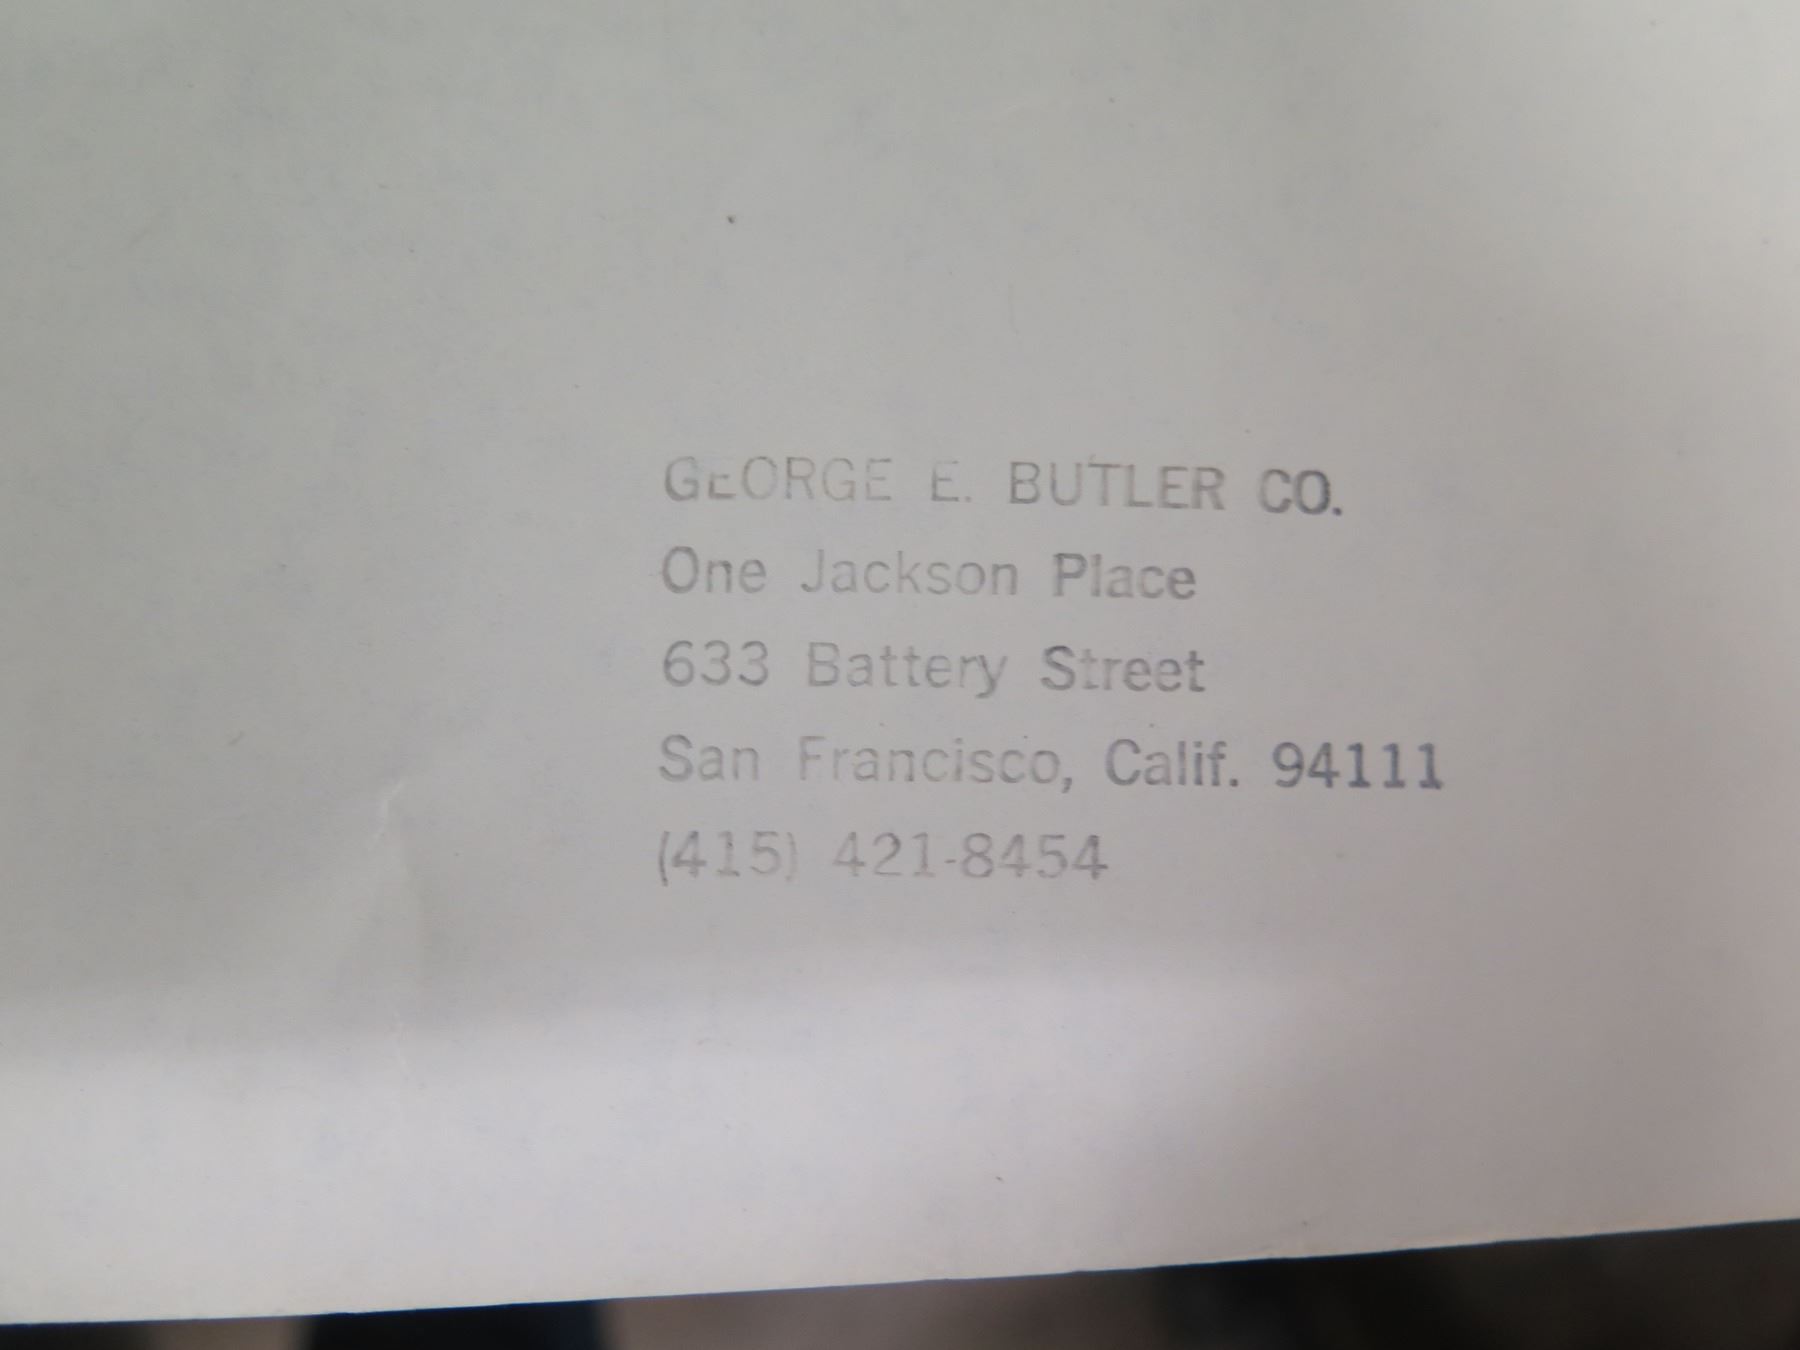 GEORGE E. BUTLER CO.
One Jackson Place
633 Battery Street
San Francisco, Calif. 94111
(415) 421-8454